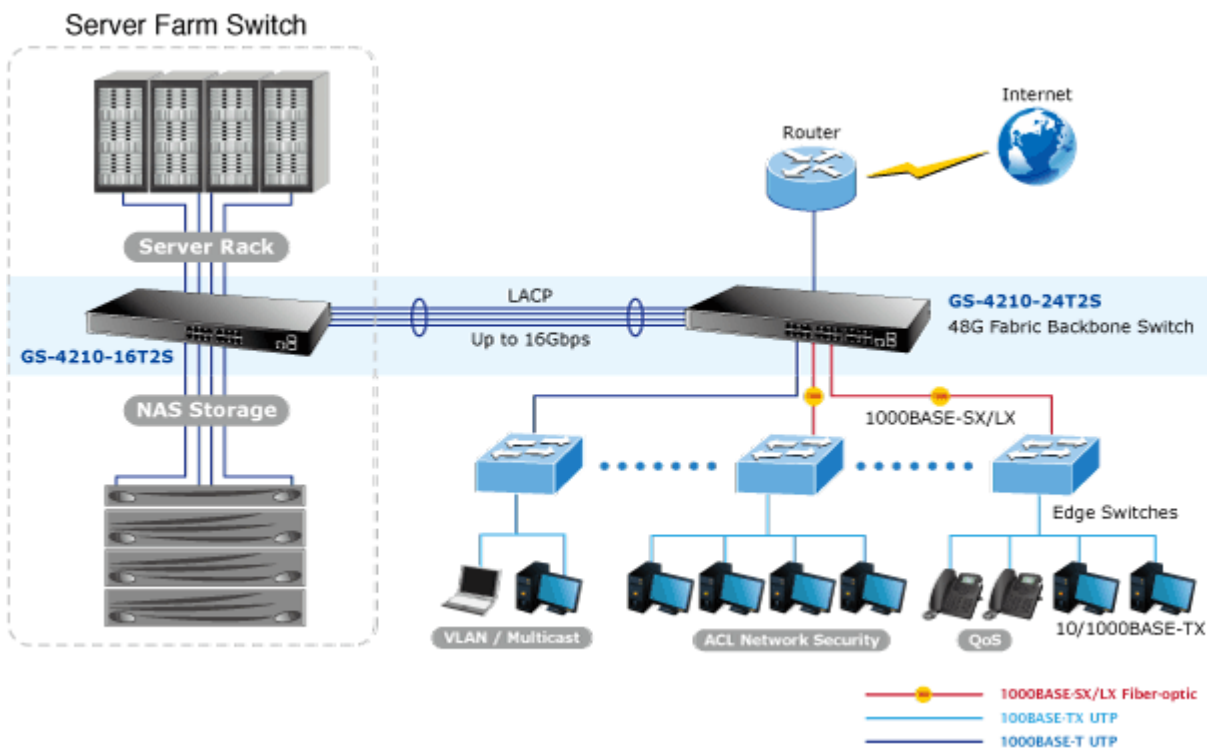 Server Farm Switch
Internet
Router
Server Rack
LACP
Up to 16Gbps
GS-4210-24T2S
48G Fabric Backbone Switch
GS-4210-16T2S
NAS Storage
1000BASE-SX/LX
Edge Switches
VLAN / Multicast
ACL Network Security
QoS
10/1000BASE-TX
1000BASE-SX/LX Fiber-optic
100BASE-TX UTP
1000BASE-T UTP